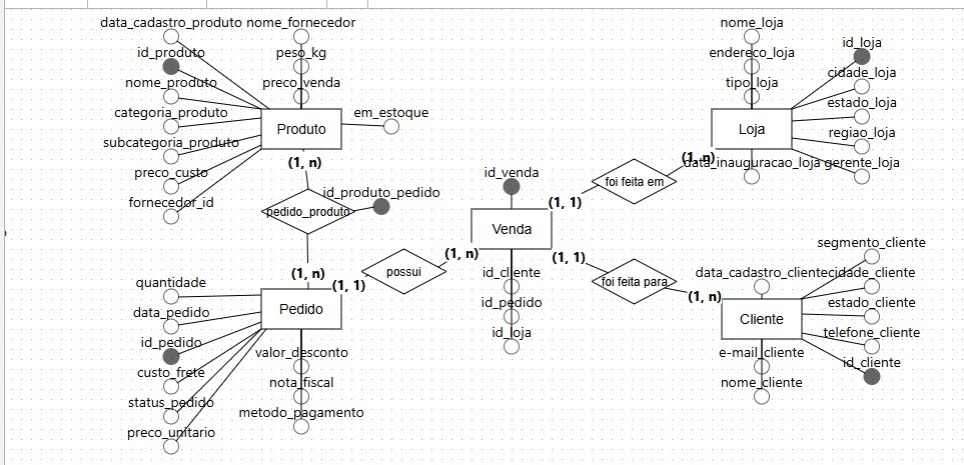 data_cadastro_produto nome_fornecedor
id_produto
peso_kg
nome_produto
preco_venda
categoria_produto
em_estoque
Produto
subcategoria_produto
preco_custo
fornecedor_id
(1, n)
pedido_produto
id_produto_pedido
(1, n)
(1, 1)
quantidade
data_pedido
id_pedido
custo_frete
status_pedido
preco_unitario
Pedido
valor_desconto
nota_fiscal
metodo_pagamento
possui
(1, n)
id_venda
Venda
(1, 1)
(1, 1)
id_cliente
id_pedido
id_loja
foi feita em
(1, n)
nome_loja
endereco_loja
tipo_loja
id_loja
cidade_loja
estado_loja
regiao_loja
Loja
data_inauguracao_loja gerente_loja
foi feita para
(1, n)
segmento_cliente
data_cadastro_cliente
cidade_cliente
estado_cliente
telefone_cliente
id_cliente
Cliente
e-mail_cliente
nome_cliente